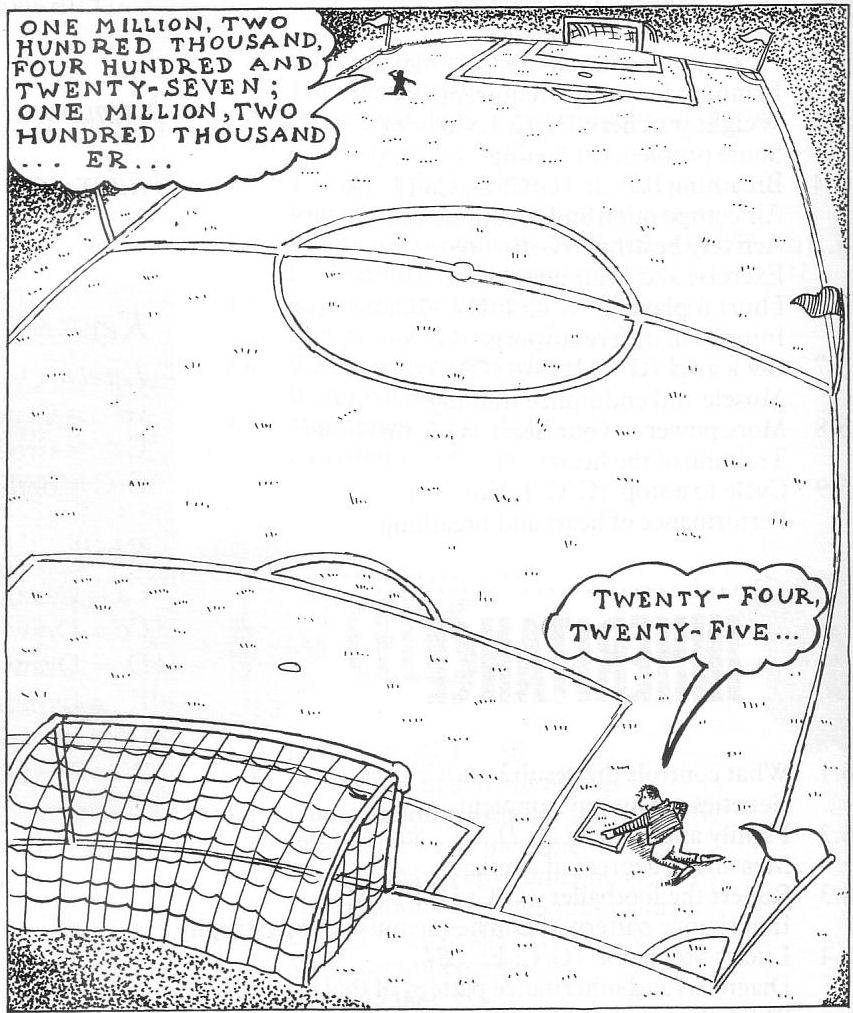 ONE MILLION, TWO
HUNDRED THOUSAND,
FOUR HUNDRED AND
TWENTY-SEVEN;
ONE MILLION, TWO
HUNDRED THOUSAND
... ER ...
TWENTY-FOUR,
TWENTY-FIVE...